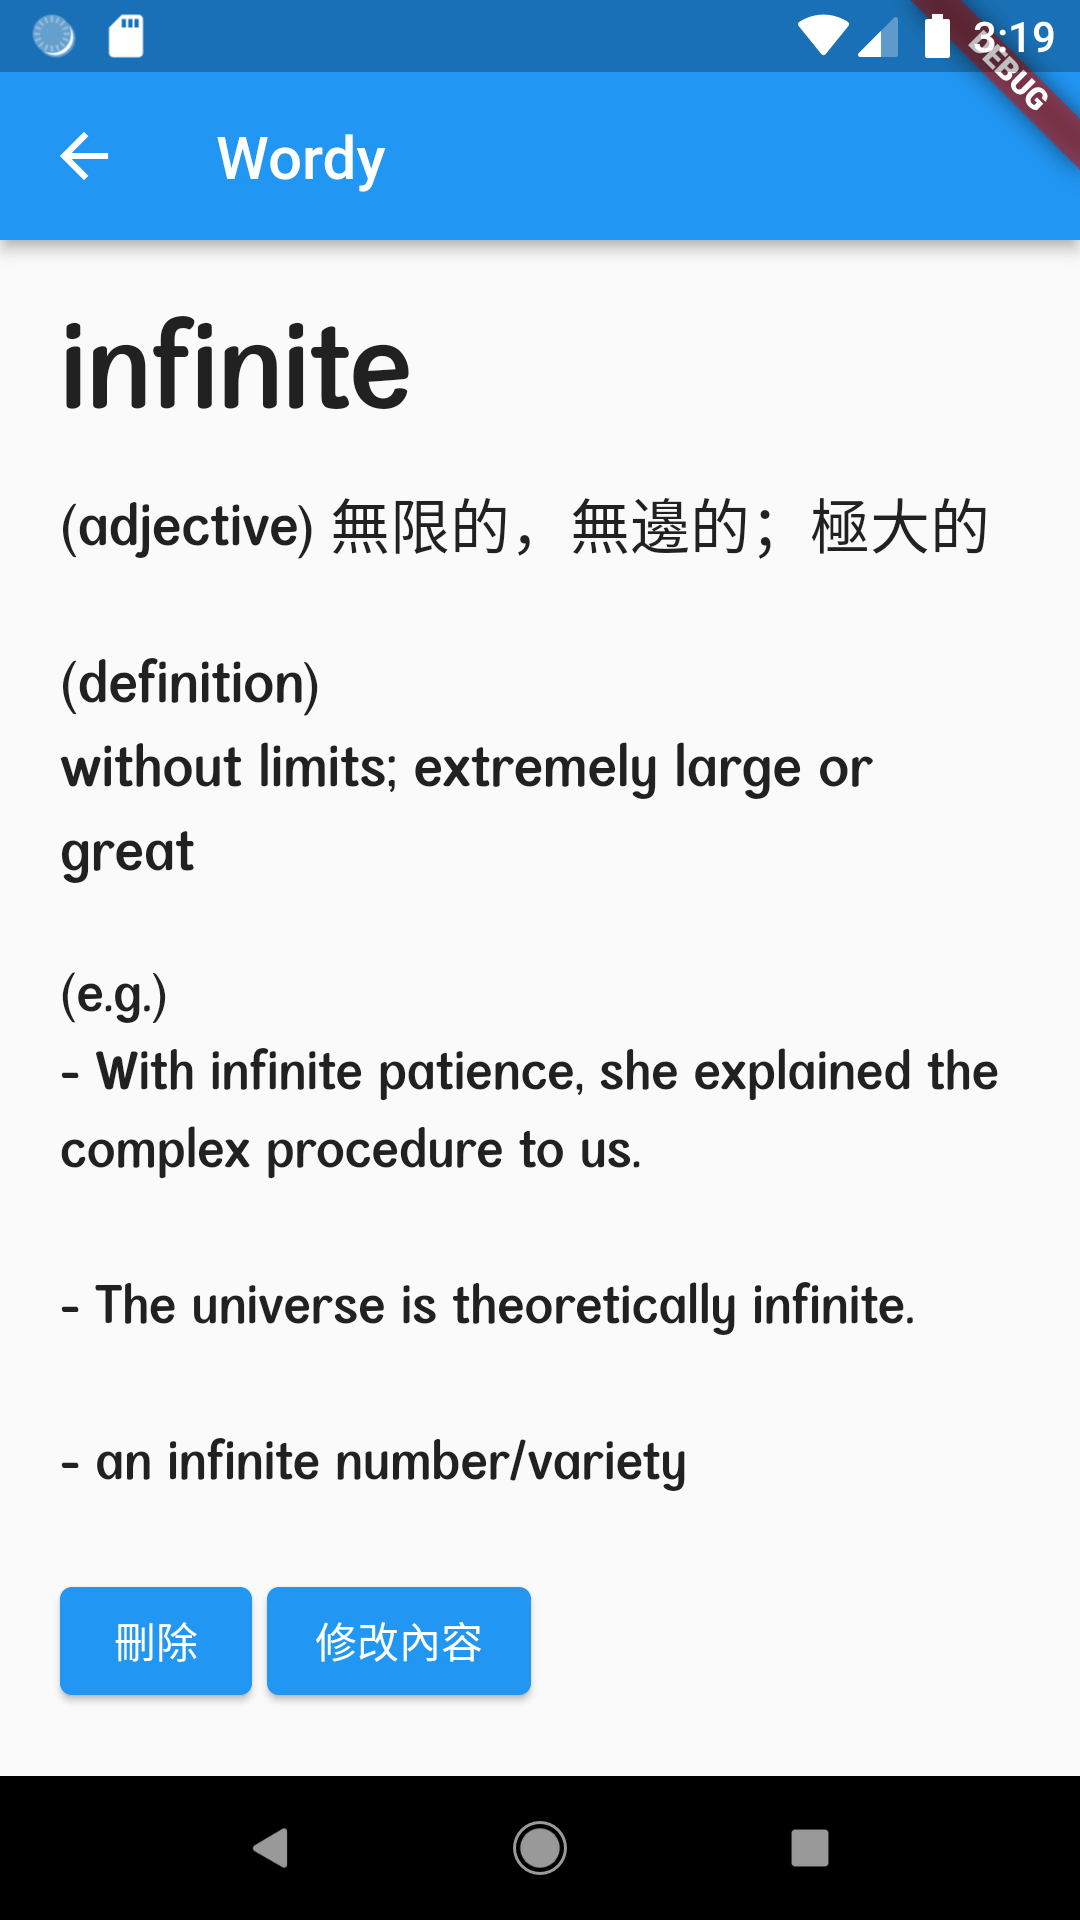 3:19
DEBUG
Wordy
infinite
(adjective) 無限的，無邊的；極大的
(definition)
without limits; extremely large or
great
(e.g.)
- With infinite patience, she explained the
complex procedure to us.
- The universe is theoretically infinite.
- an infinite number/variety
刪除 修改內容